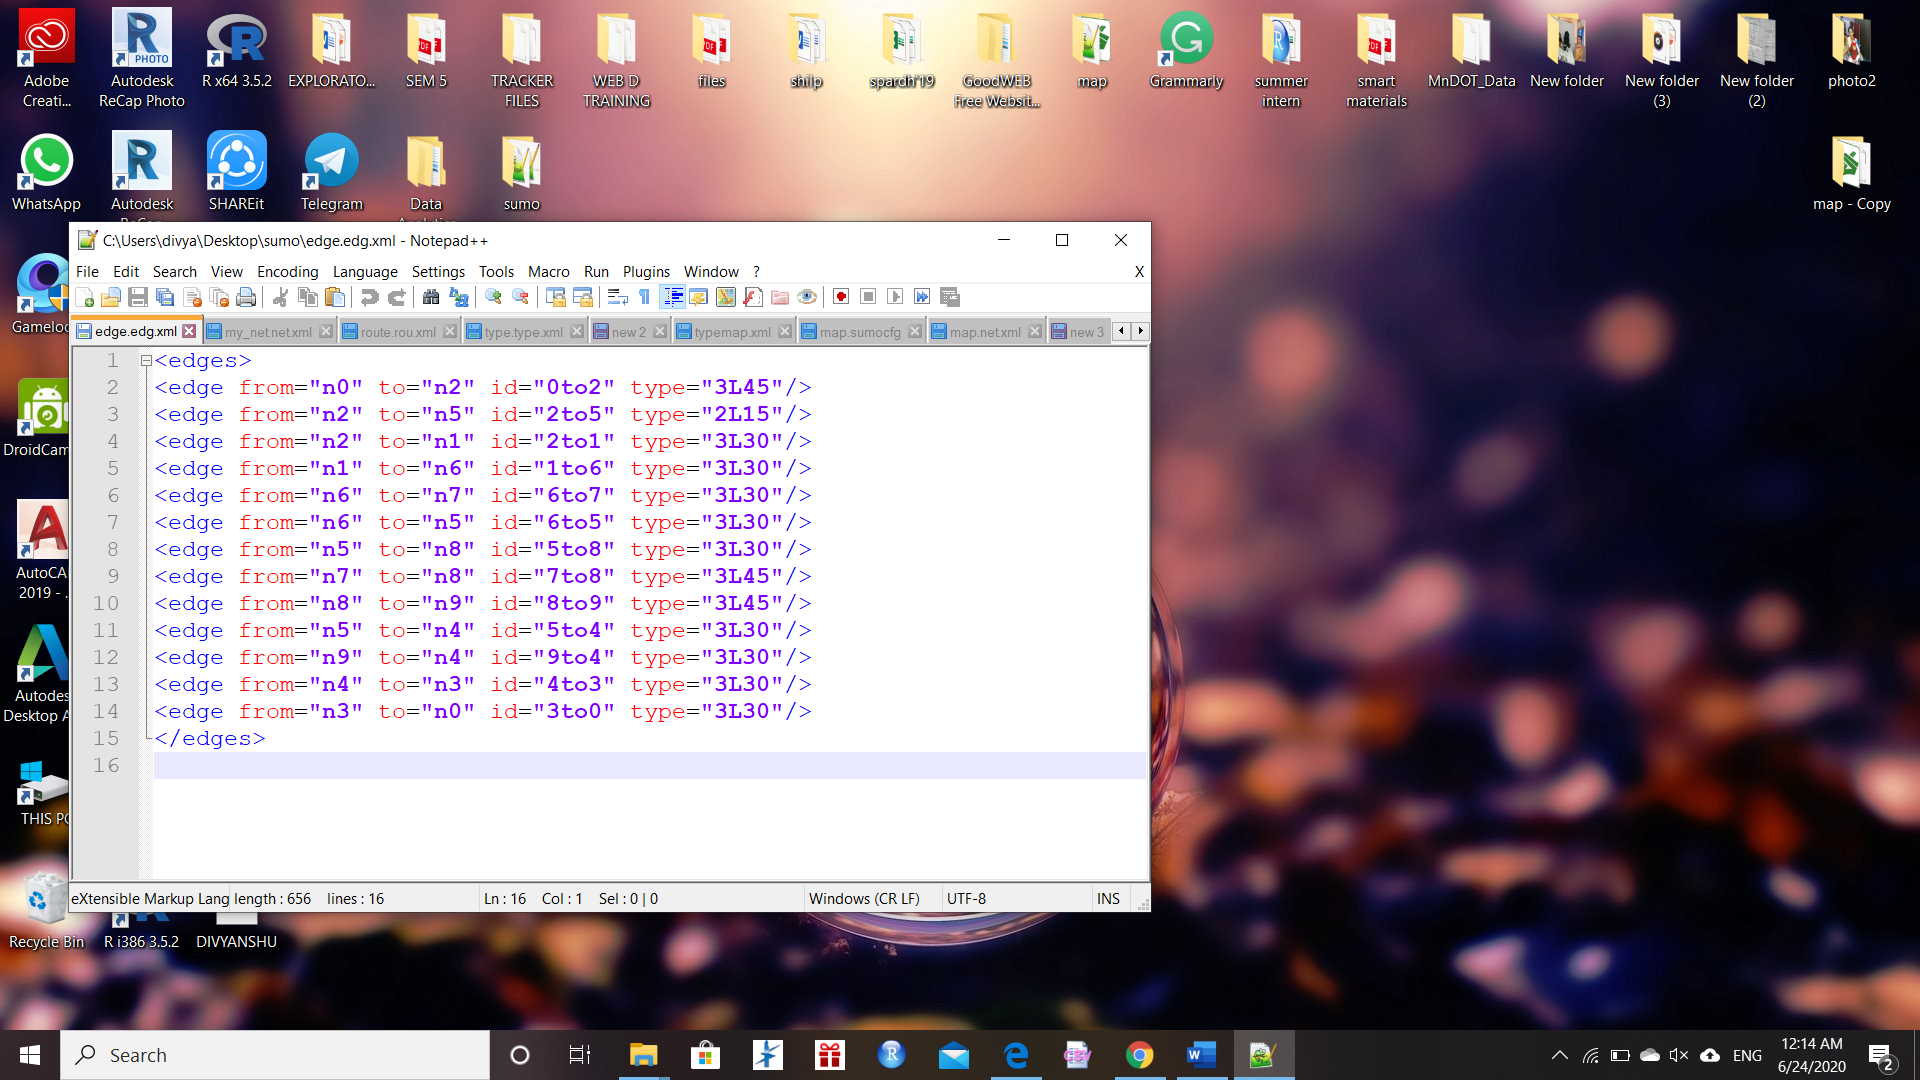 Adobe
Creati...
Autodesk
ReCap Photo
R x64 3.5.2
EXPLORATO...
SEM 5
TRACKER
FILES
WEB D
TRAINING
files
shilp
spardh'19
GoodWEB
Free Websit...
map
Grammarly
summer
intern
smart
materials
MnDOT_Data
New folder
New folder
(3)
New folder
(2)
photo2
WhatsApp
Autodesk
SHAREit
Telegram
Data
sumo
map - Copy
C:\Users\divya\Desktop\sumo\edge.edg.xml - Notepad++
File Edit Search View Encoding Language Settings Tools Macro Run Plugins Window ? X
edge.edg.xml my_net.net.xml route.rou.xml type.type.xml new 2 typemap.xml map.sumocfg map.net.xml new 3
1 <edges>
2 <edge from="n0" to="n2" id="0to2" type="3L45"/>
3 <edge from="n2" to="n5" id="2to5" type="2L15"/>
4 <edge from="n2" to="n1" id="2to1" type="3L30"/>
5 <edge from="n1" to="n6" id="1to6" type="3L30"/>
6 <edge from="n6" to="n7" id="6to7" type="3L30"/>
7 <edge from="n6" to="n5" id="6to5" type="3L30"/>
8 <edge from="n5" to="n8" id="5to8" type="3L30"/>
9 <edge from="n7" to="n8" id="7to8" type="3L45"/>
10 <edge from="n8" to="n9" id="8to9" type="3L45"/>
11 <edge from="n5" to="n4" id="5to4" type="3L30"/>
12 <edge from="n9" to="n4" id="9to4" type="3L30"/>
13 <edge from="n4" to="n3" id="4to3" type="3L30"/>
14 <edge from="n3" to="n0" id="3to0" type="3L30"/>
15 </edges>
16
eXtensible Markup Lang length : 656 lines : 16 Ln : 16 Col : 1 Sel : 0 | 0 Windows (CR LF) UTF-8 INS
Gameloo
DroidCam
AutoCA
2019 - .
Autodes
Desktop A
THIS PC
Recycle Bin
R i386 3.5.2
DIVYANSHU
Search
ENG
12:14 AM
6/24/2020
2